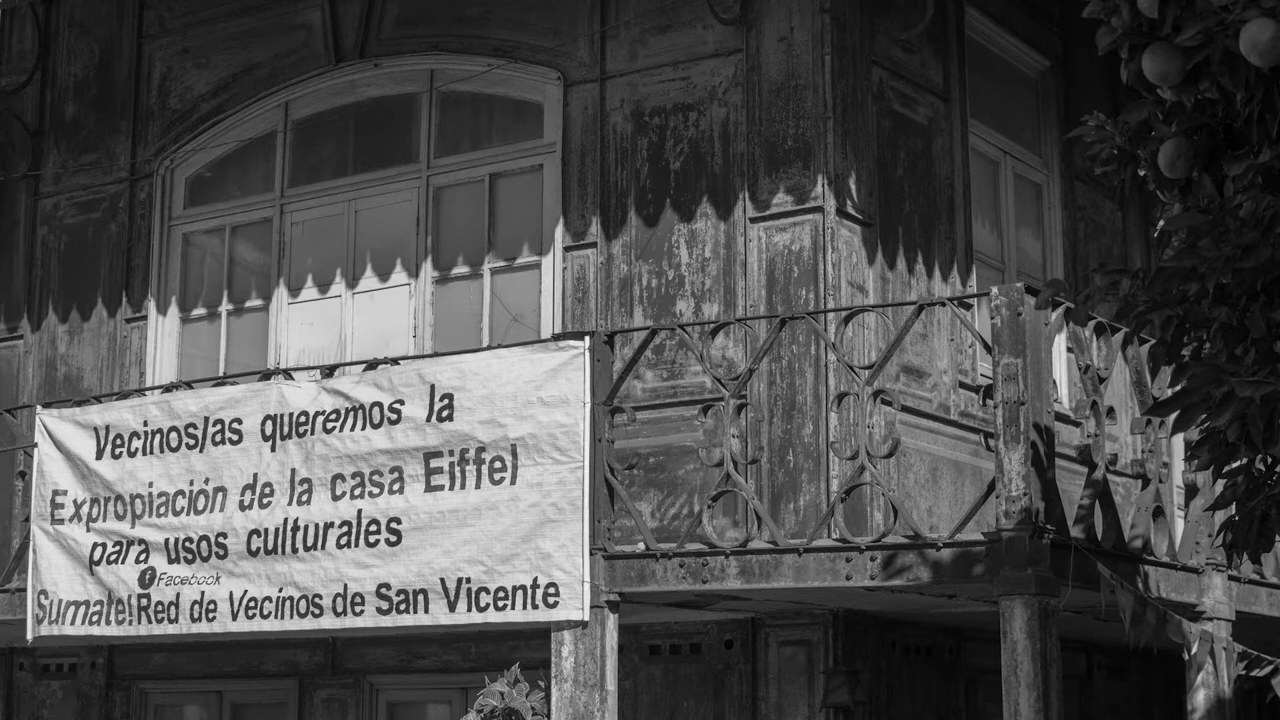 Vecinos/as queremos la
Expropiación de la casa Eiffel
para usos culturales
f Facebook
Sumate! Red de Vecinos de San Vicente